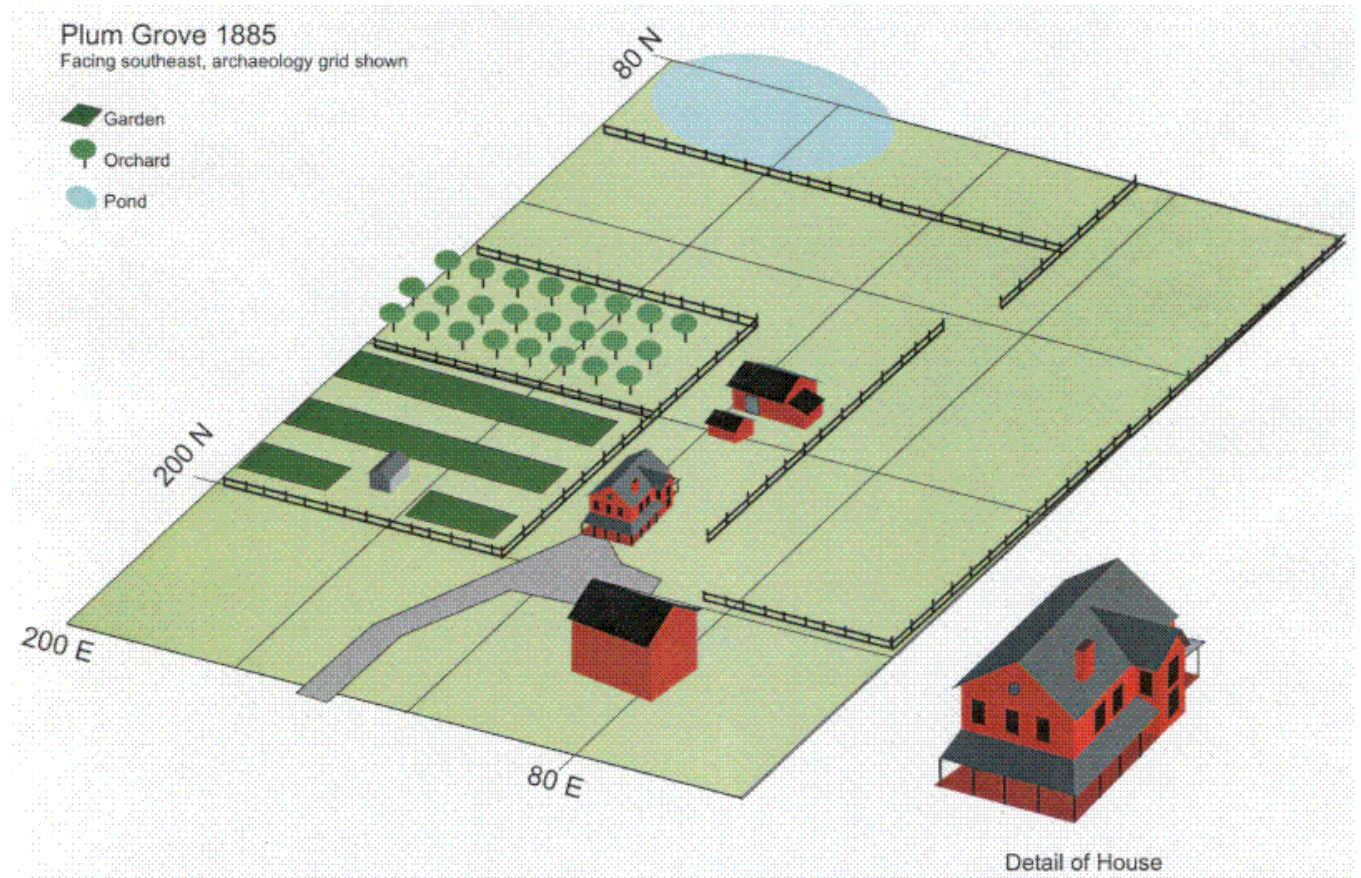 Plum Grove 1885
Facing southeast, archaeology grid shown
Garden
Orchard
Pond
80 N
200 N
200 E
80 E
Detail of House